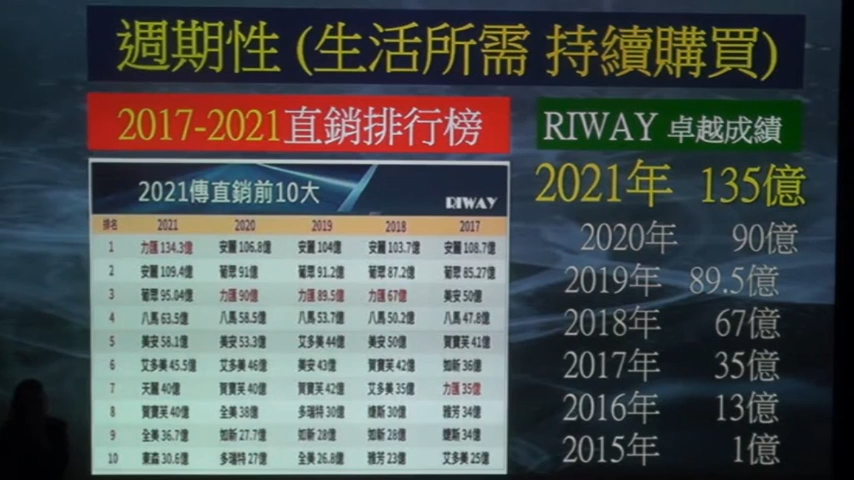 週期性 (生活所需 持續購買)
2017-2021直銷排行榜
2021傳直銷前10大
RIWAY
排名 2021 2020 2019 2018 2017
1 力匯 134.3億 安麗 106.8億 安麗 104億 安麗 103.7億 安麗 108.7億
2 安麗 109.4億 葡眾 91億 葡眾 91.2億 葡眾 87.2億 葡眾 85.27億
3 葡眾 95.04億 力匯 90億 力匯 89.5億 力匯 67億 美安 50億
4 八馬 63.5億 八馬 58.5億 八馬 53.7億 八馬 50.2億 八馬 47.8億
5 美安 58.1億 美安 53.3億 艾多美 44億 美安 50億 賀寶芙 41億
6 艾多美 45.5億 艾多美 46億 美安 43億 賀寶芙 42億 如新 36億
7 天麗 40億 賀寶芙 40億 賀寶芙 42億 艾多美 35億 力匯 35億
8 賀寶芙 40億 全美 38億 多瑞特 30億 婕斯 30億 雅芳 34億
9 全美 36.7億 如新 27.7億 如新 28億 如新 28億 婕斯 34億
10 東森 30.6億 多瑞特 27億 全美 26.8億 雅芳 23億 艾多美 25億
RIWAY 卓越成績
2021年 135億
2020年 90億
2019年 89.5億
2018年 67億
2017年 35億
2016年 13億
2015年 1億